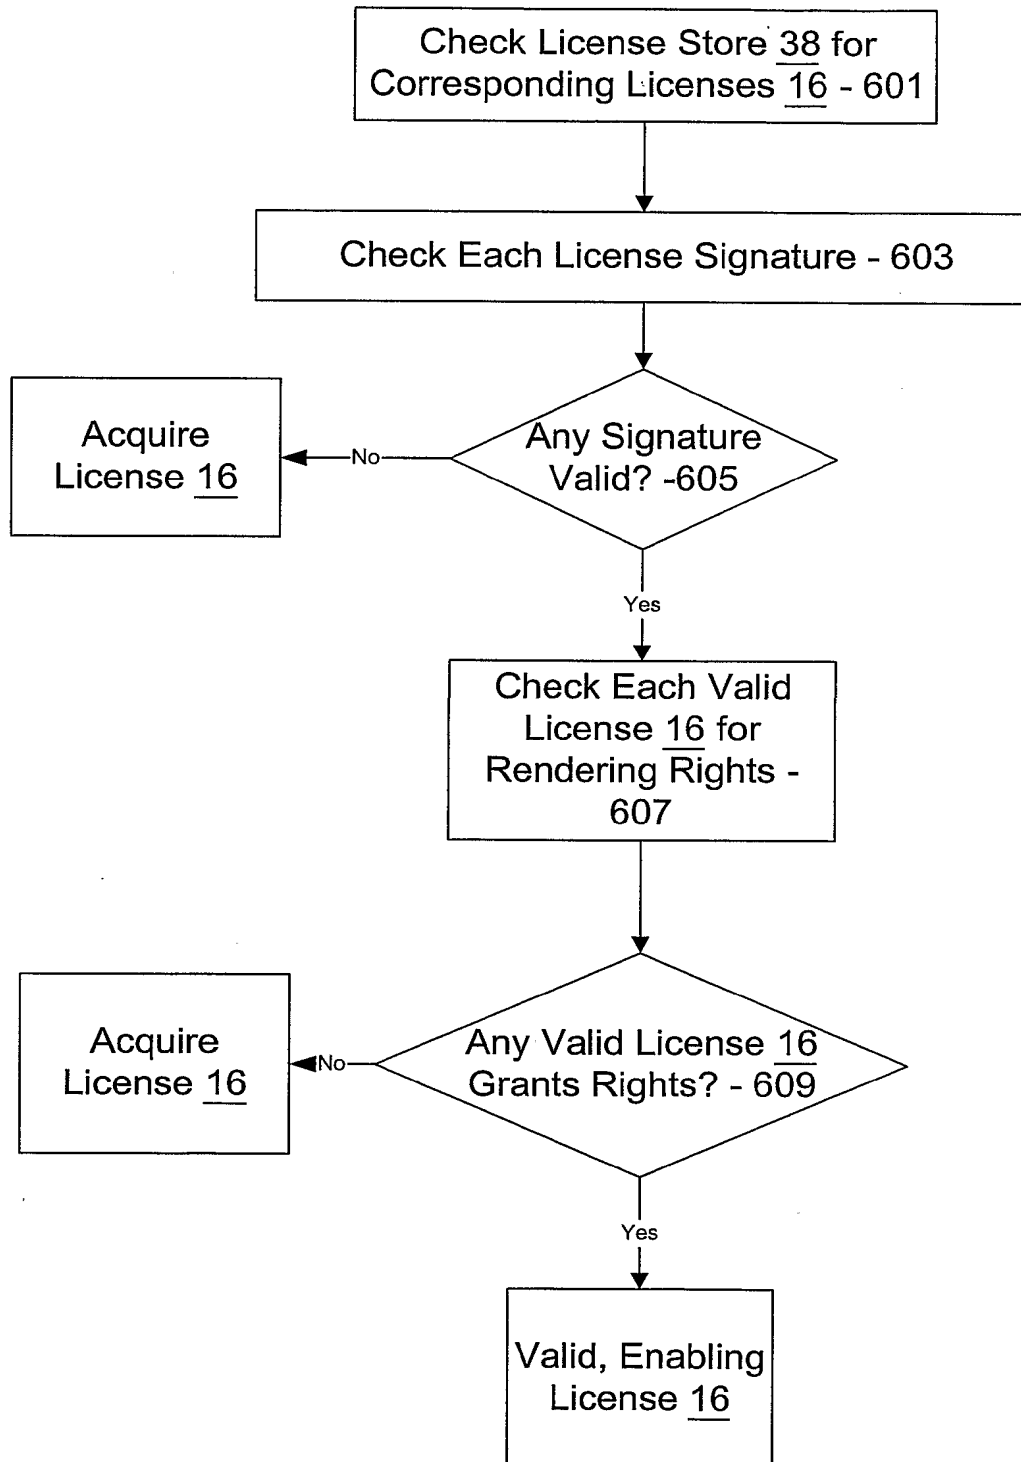 Check License Store 38 for
Corresponding Licenses 16 - 601
Check Each License Signature - 603
Any Signature
Valid? -605
No
Acquire
License 16
Yes
Check Each Valid
License 16 for
Rendering Rights -
607
Any Valid License 16
Grants Rights? - 609
No
Acquire
License 16
Yes
Valid, Enabling
License 16